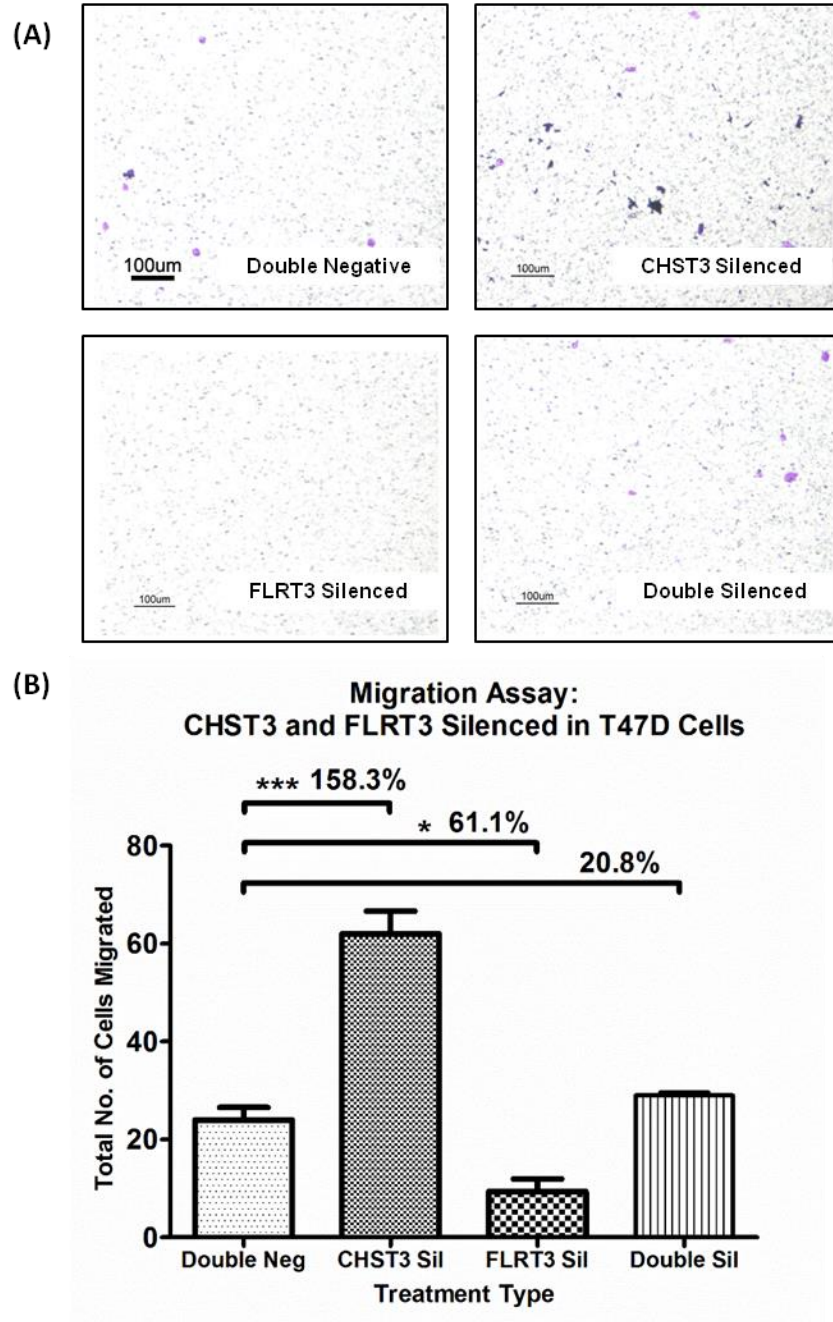 (A)
100um
Double Negative
100um
CHST3 Silenced
100um
FLRT3 Silenced
100um
Double Silenced
(B)
Migration Assay:
CHST3 and FLRT3 Silenced in T47D Cells
*** 158.3%
* 61.1%
20.8%
80
60
40
20
0
Total No. of Cells Migrated
Double Neg
CHST3 Sil
FLRT3 Sil
Double Sil
Treatment Type